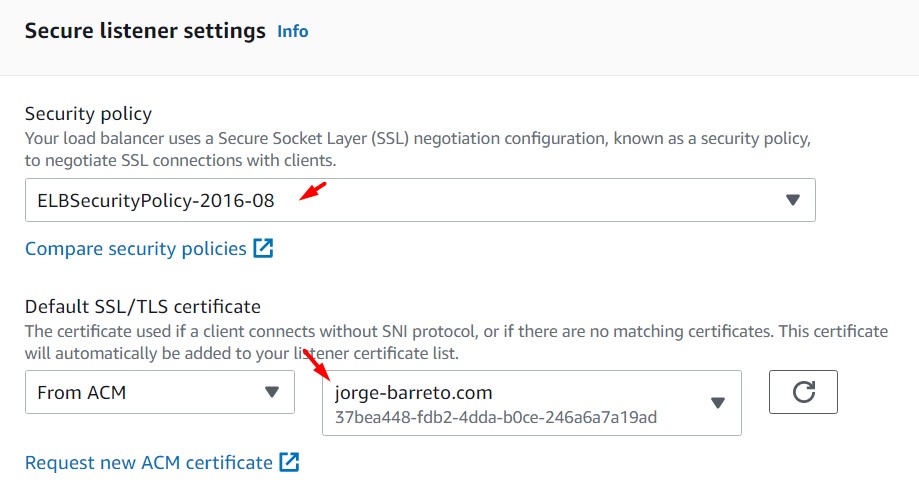 Secure listener settings Info
Security policy
Your load balancer uses a Secure Socket Layer (SSL) negotiation configuration, known as a security policy,
to negotiate SSL connections with clients.
ELBSecurityPolicy-2016-08
Compare security policies
Default SSL/TLS certificate
The certificate used if a client connects without SNI protocol, or if there are no matching certificates. This certificate
will automatically be added to your listener certificate list.
From ACM
jorge-barreto.com
37bea448-fdb2-4dda-b0ce-246a6a7a19ad
Request new ACM certificate